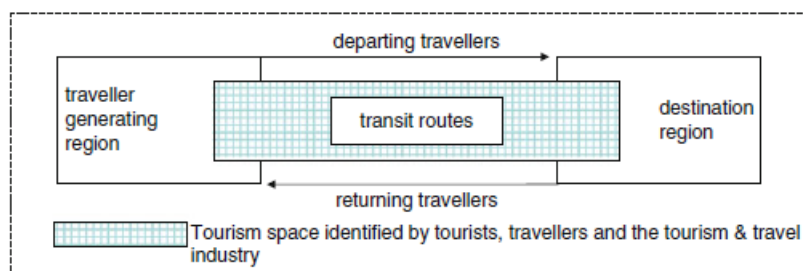 departing travellers
traveller
generating
region
transit routes
destination
region
returning travellers
Tourism space identified by tourists, travellers and the tourism & travel
industry